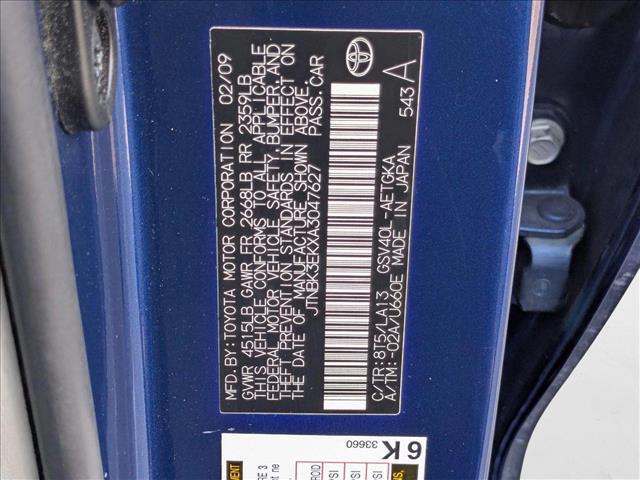 MFD. BY: TOYOTA MOTOR CORPORATION 02/09
GVWR 4515LB GAWR FR 2668LB RR 2359LB
THIS VEHICLE CONFORMS TO ALL APPLICABLE
FEDERAL MOTOR VEHICLE SAFETY, BUMPER, AND
THEFT PREVENTION STANDARDS IN EFFECT ON
THE DATE OF MANUFACTURE SHOWN ABOVE.
JTNBK3EKXA3047627 PASS. CAR
C/TR: 8T5/LA13 GSV40L-AETGKA
A/TM: -02A/U660E MADE IN JAPAN 543 A
6K
33660